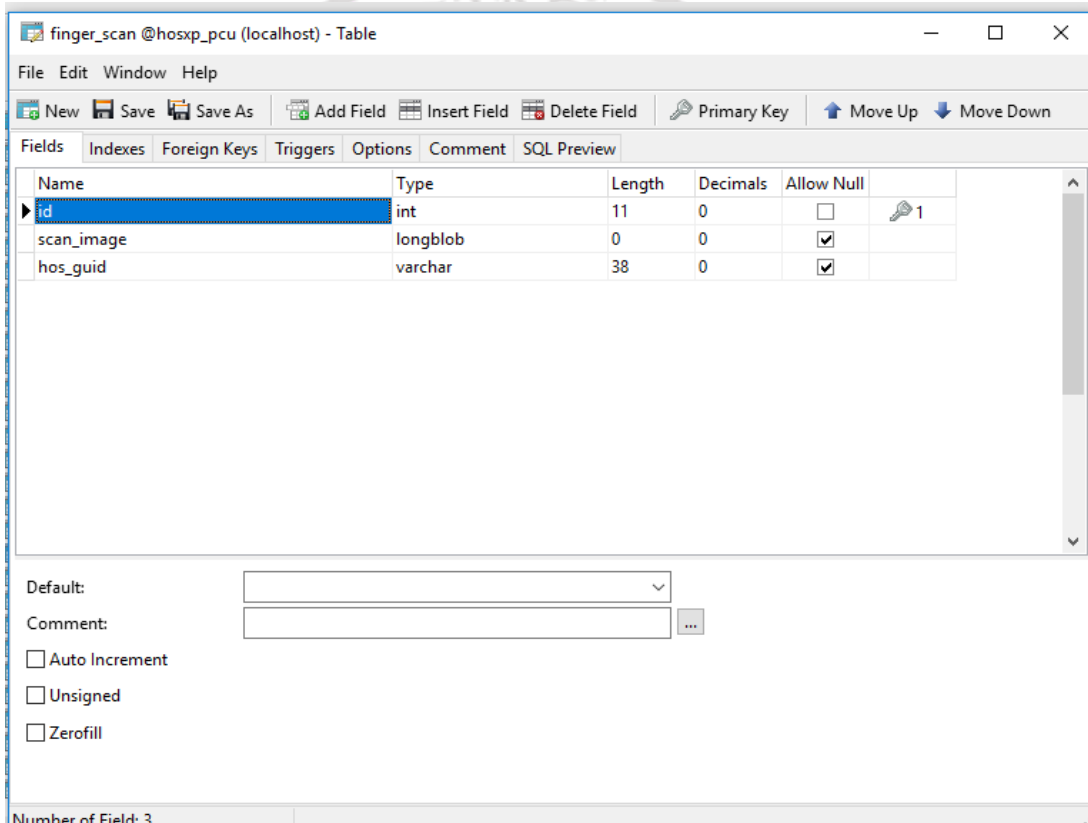 finger_scan @hosxp_pcu (localhost) - Table
File Edit Window Help
New Save Save As Add Field Insert Field Delete Field Primary Key Move Up Move Down
Fields Indexes Foreign Keys Triggers Options Comment SQL Preview
Name Type Length Decimals Allow Null
id int 11 0 1
scan_image longblob 0 0
hos_guid varchar 38 0
Default:
Comment: ...
Auto Increment
Unsigned
Zerofill
Number of Field: 3